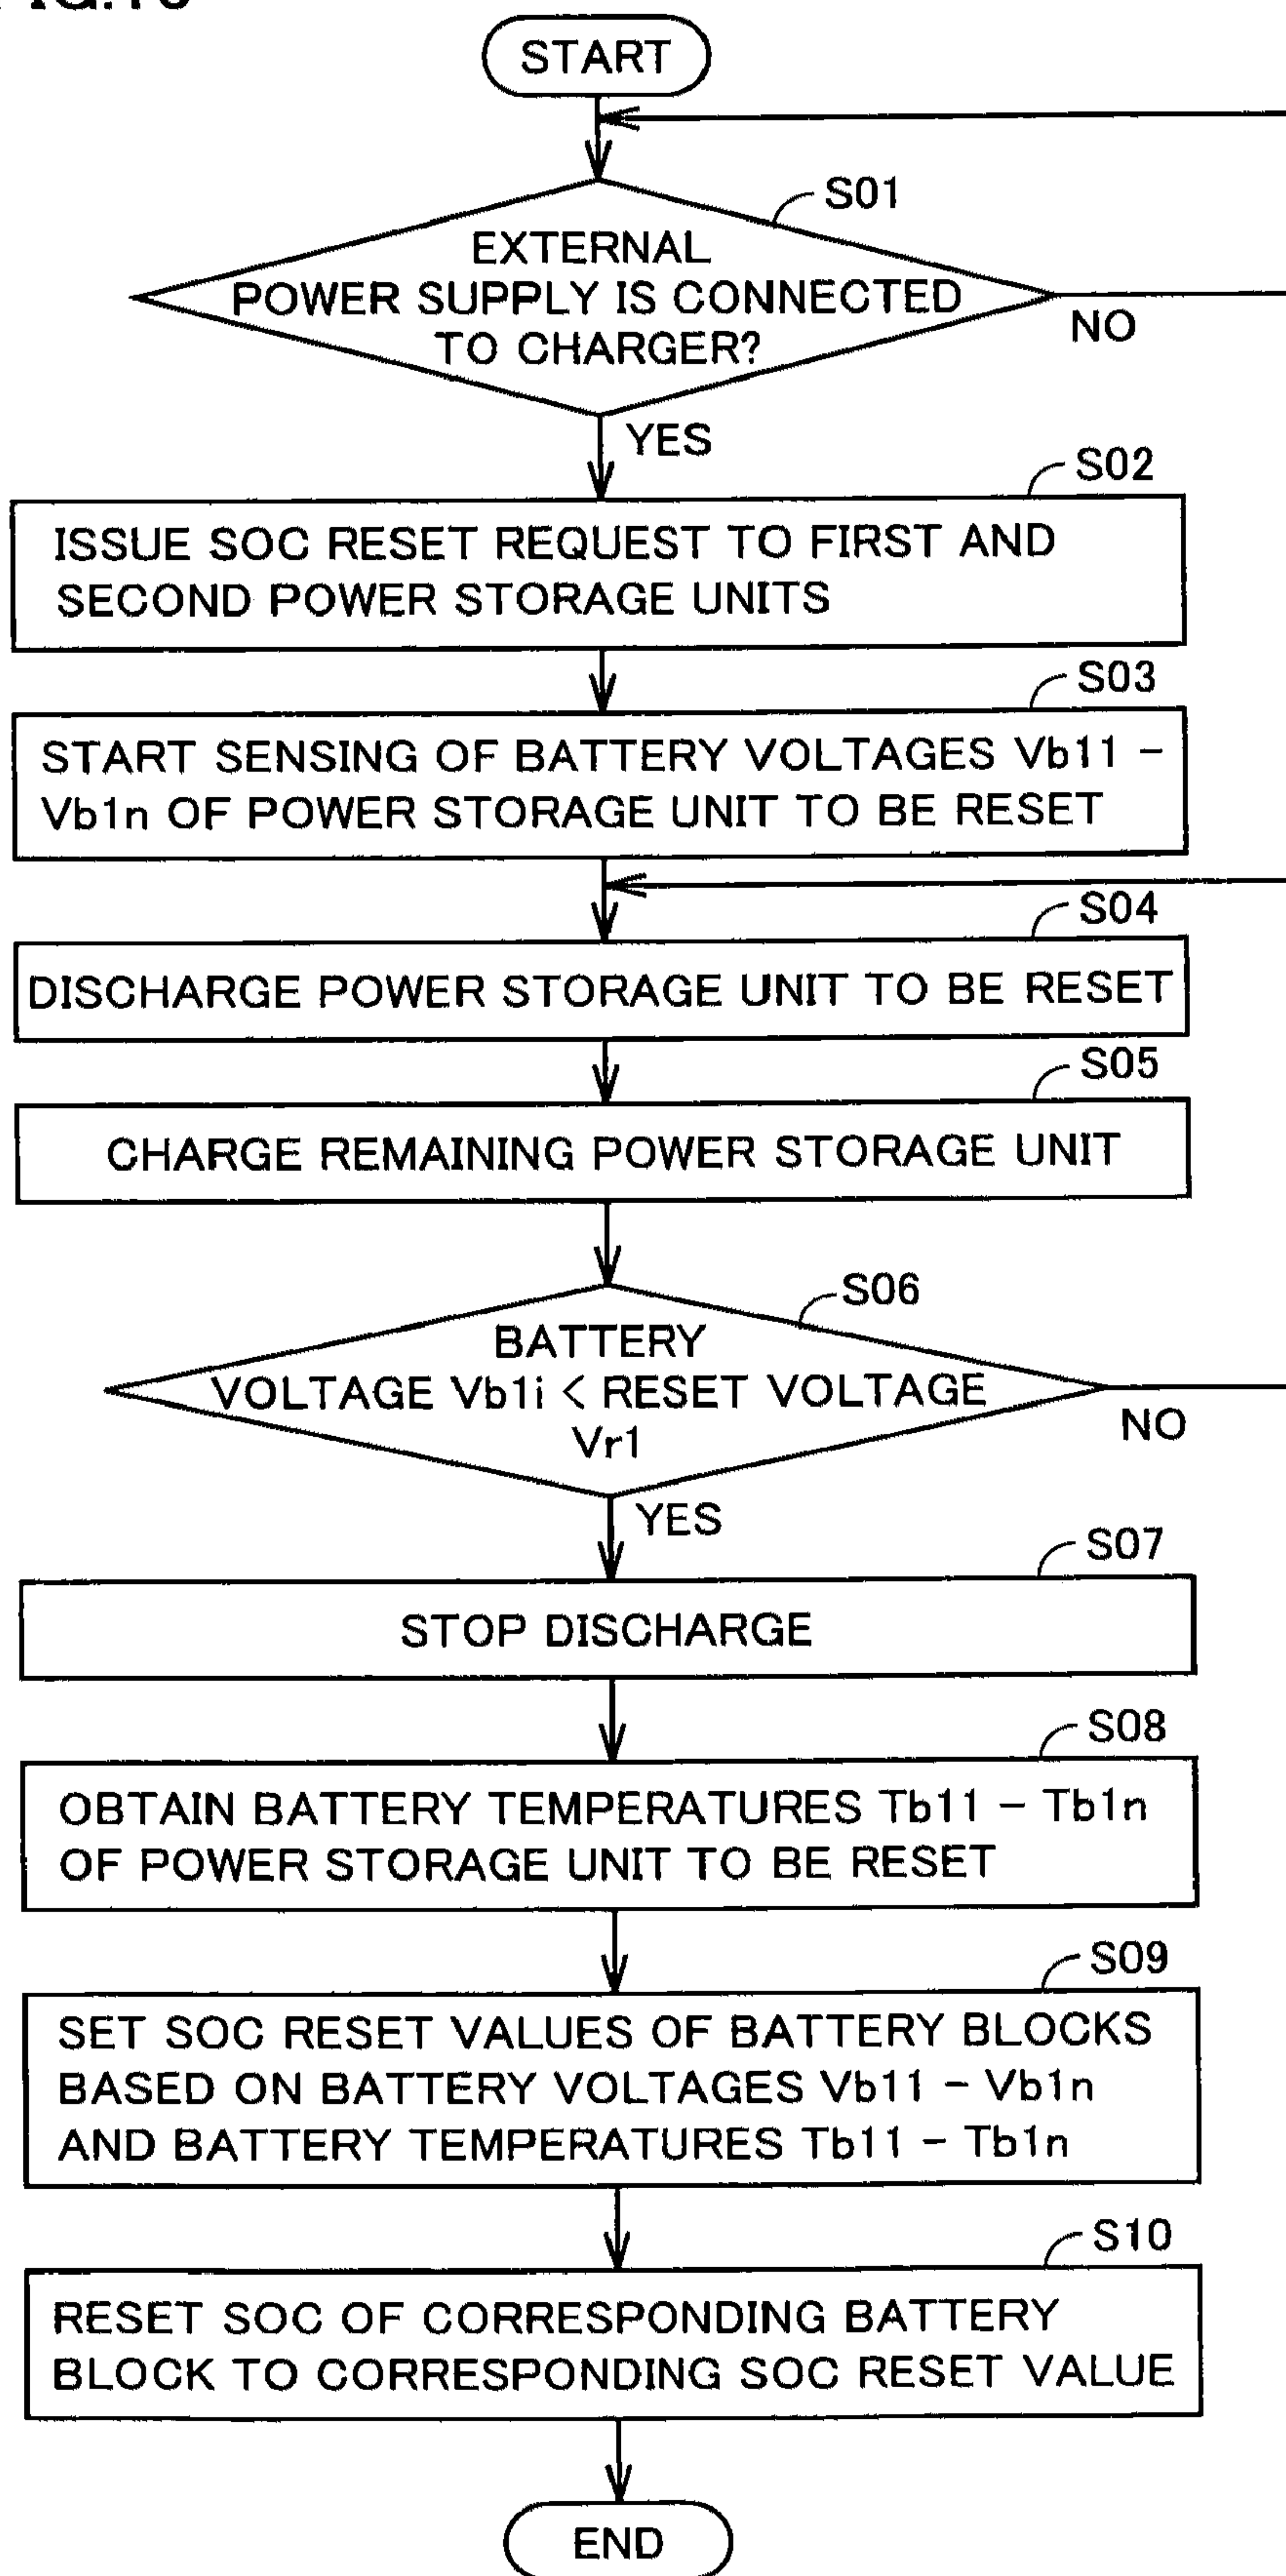 START
S01
EXTERNAL
POWER SUPPLY IS CONNECTED
TO CHARGER?
NO
YES
S02
ISSUE SOC RESET REQUEST TO FIRST AND
SECOND POWER STORAGE UNITS
S03
START SENSING OF BATTERY VOLTAGES Vb11 -
Vb1n OF POWER STORAGE UNIT TO BE RESET
S04
DISCHARGE POWER STORAGE UNIT TO BE RESET
S05
CHARGE REMAINING POWER STORAGE UNIT
S06
BATTERY
VOLTAGE Vb1i < RESET VOLTAGE
Vr1
NO
YES
S07
STOP DISCHARGE
S08
OBTAIN BATTERY TEMPERATURES Tb11 - Tb1n
OF POWER STORAGE UNIT TO BE RESET
S09
SET SOC RESET VALUES OF BATTERY BLOCKS
BASED ON BATTERY VOLTAGES Vb11 - Vb1n
AND BATTERY TEMPERATURES Tb11 - Tb1n
S10
RESET SOC OF CORRESPONDING BATTERY
BLOCK TO CORRESPONDING SOC RESET VALUE
END